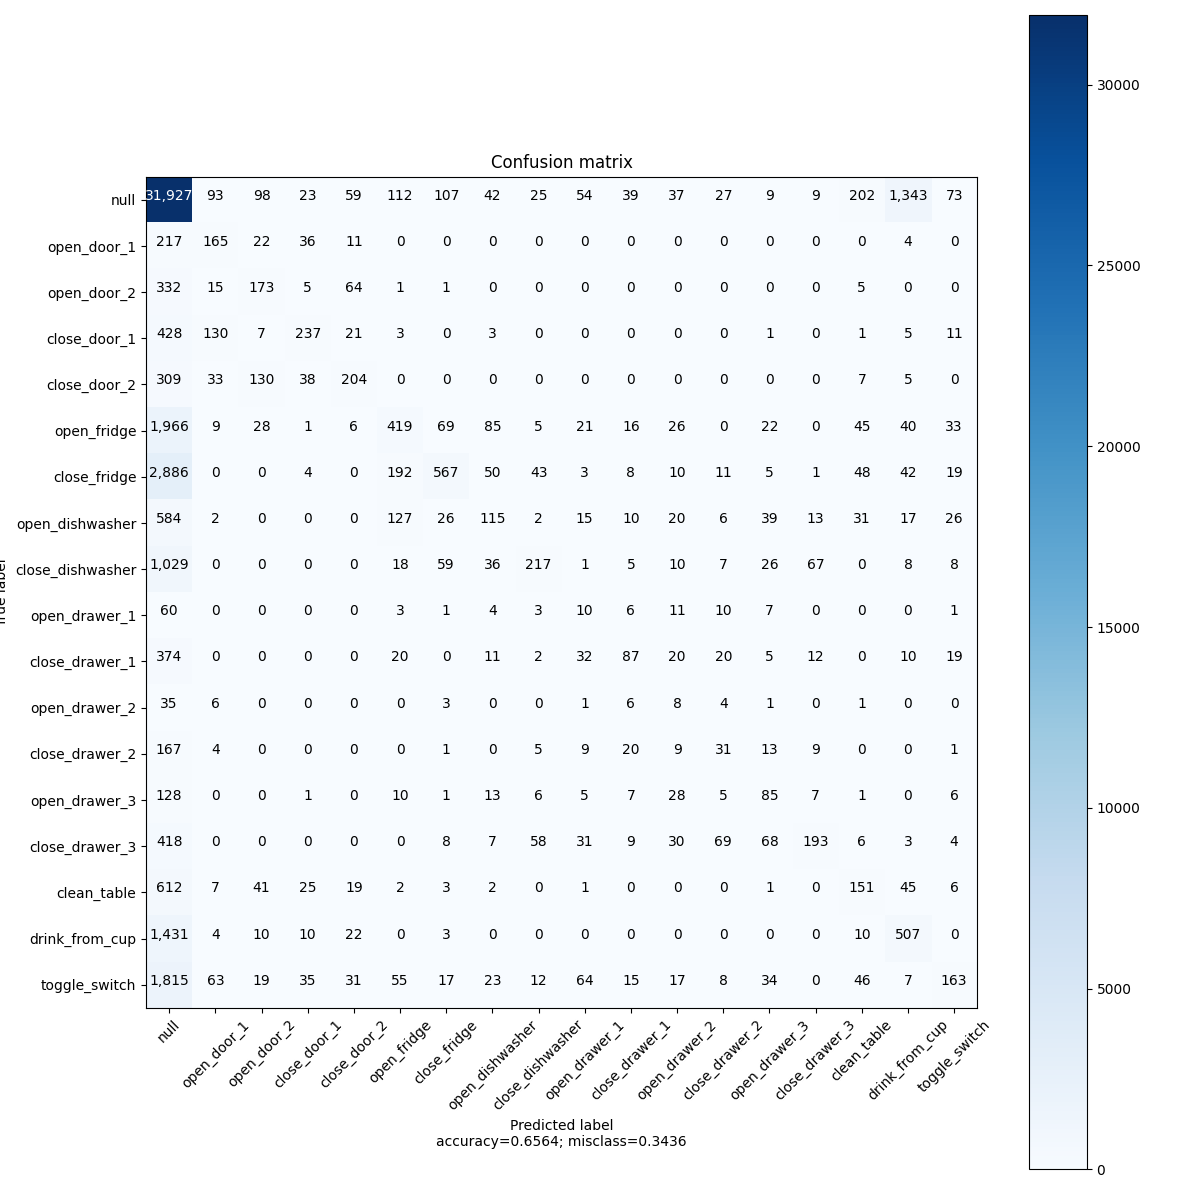 Confusion matrix
null 31,927 93 98 23 59 112 107 42 25 54 39 37 27 9 9 202 1,343 73
open_door_1 217 165 22 36 11 0 0 0 0 0 0 0 0 0 0 0 4 0
open_door_2 332 15 173 5 64 1 1 0 0 0 0 0 0 0 0 5 0 0
close_door_1 428 130 7 237 21 3 0 3 0 0 0 0 0 1 0 1 5 11
close_door_2 309 33 130 38 204 0 0 0 0 0 0 0 0 0 0 7 5 0
open_fridge 1,966 9 28 1 6 419 69 85 5 21 16 26 0 22 0 45 40 33
close_fridge 2,886 0 0 4 0 192 567 50 43 3 8 10 11 5 1 48 42 19
open_dishwasher 584 2 0 0 0 127 26 115 2 15 10 20 6 39 13 31 17 26
close_dishwasher 1,029 0 0 0 0 18 59 36 217 1 5 10 7 26 67 0 8 8
open_drawer_1 60 0 0 0 0 3 1 4 3 10 6 11 10 7 0 0 0 1
close_drawer_1 374 0 0 0 0 20 0 11 2 32 87 20 20 5 12 0 10 19
open_drawer_2 35 6 0 0 0 0 3 0 0 1 6 8 4 1 0 1 0 0
close_drawer_2 167 4 0 0 0 0 1 0 5 9 20 9 31 13 9 0 0 1
open_drawer_3 128 0 0 1 0 10 1 13 6 5 7 28 5 85 7 1 0 6
close_drawer_3 418 0 0 0 0 0 8 7 58 31 9 30 69 68 193 6 3 4
clean_table 612 7 41 25 19 2 3 2 0 1 0 0 0 1 0 151 45 6
drink_from_cup 1,431 4 10 10 22 0 3 0 0 0 0 0 0 0 0 10 507 0
toggle_switch 1,815 63 19 35 31 55 17 23 12 64 15 17 8 34 0 46 7 163
null open_door_1 open_door_2 close_door_1 close_door_2 open_fridge close_fridge open_dishwasher close_dishwasher open_drawer_1 close_drawer_1 open_drawer_2 close_drawer_2 open_drawer_3 close_drawer_3 clean_table drink_from_cup toggle_switch
Predicted label
accuracy=0.6564; misclass=0.3436
30000
25000
20000
15000
10000
5000
0